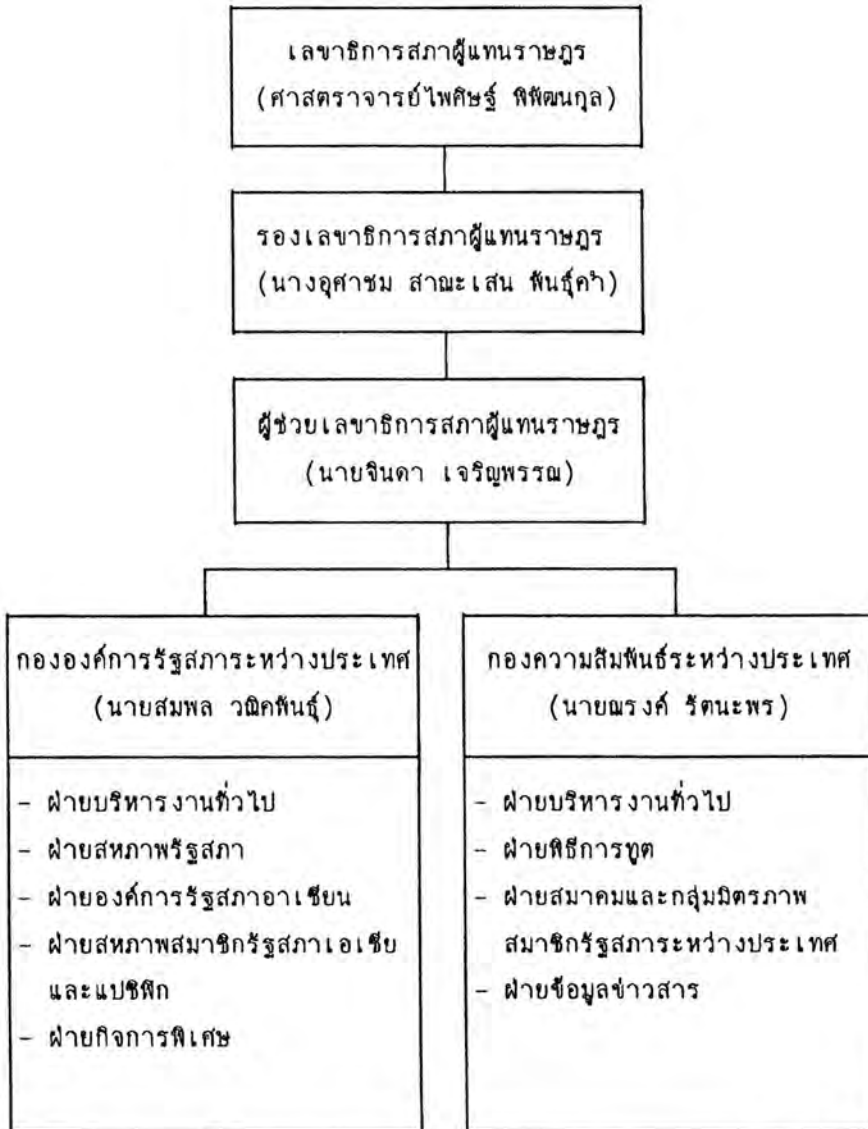 เลขาธิการสภาผู้แทนราษฎร
(ศาสตราจารย์ไพศิษฐ์ พิพัฒนกุล)
รองเลขาธิการสภาผู้แทนราษฎร
(นางอุศาชม สาณะเสน พันธุ์คำ)
ผู้ช่วยเลขาธิการสภาผู้แทนราษฎร
(นายจินดา เจริญพรรณ)
กององค์การรัฐสภาระหว่างประเทศ
(นายสมพล วณิคพันธุ์)
- ฝ่ายบริหารงานทั่วไป
- ฝ่ายสหภาพรัฐสภา
- ฝ่ายองค์การรัฐสภาอาเซียน
- ฝ่ายสหภาพสมาชิกรัฐสภาเอเซีย
และแปซิฟิก
- ฝ่ายกิจการพิเศษ
กองความสัมพันธ์ระหว่างประเทศ
(นายณรงค์ รัตนะพร)
- ฝ่ายบริหารงานทั่วไป
- ฝ่ายพิธีการทูต
- ฝ่ายสมาคมและกลุ่มมิตรภาพ
สมาชิกรัฐสภาระหว่างประเทศ
- ฝ่ายข้อมูลข่าวสาร